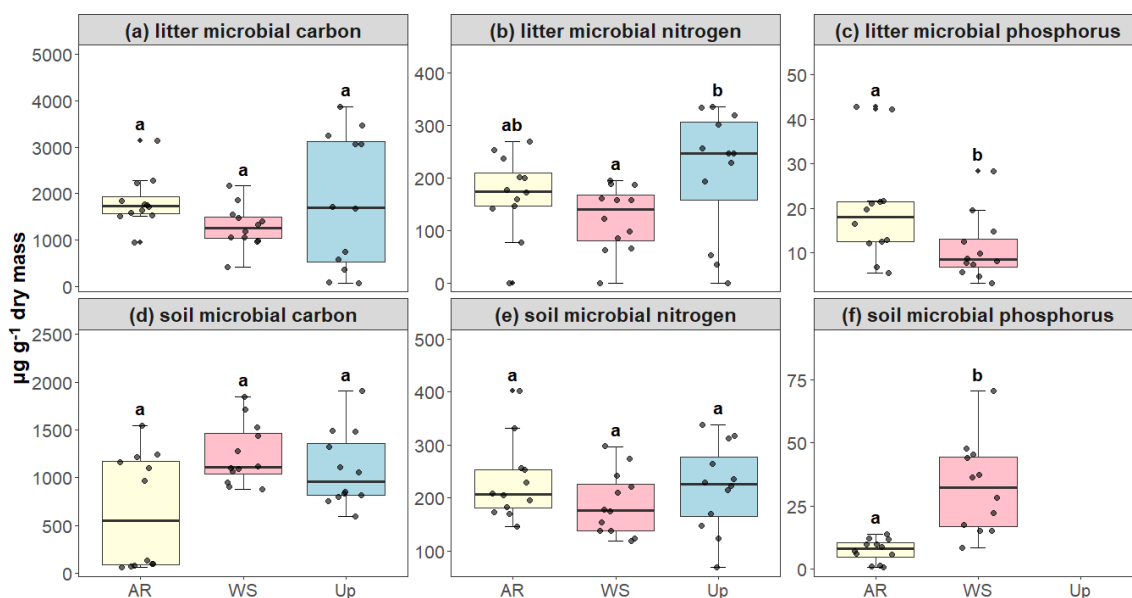 (a) litter microbial carbon
(b) litter microbial nitrogen
(c) litter microbial phosphorus
5000
4000
3000
2000
1000
0
a
a
a
400
300
200
100
0
ab
a
b
50
40
30
20
10
a
b
µg g-1 dry mass
(d) soil microbial carbon
(e) soil microbial nitrogen
(f) soil microbial phosphorus
2500
2000
1500
1000
500
0
a
a
a
500
400
300
200
100
a
a
a
75
50
25
0
a
b
AR WS Up
AR WS Up
AR WS Up